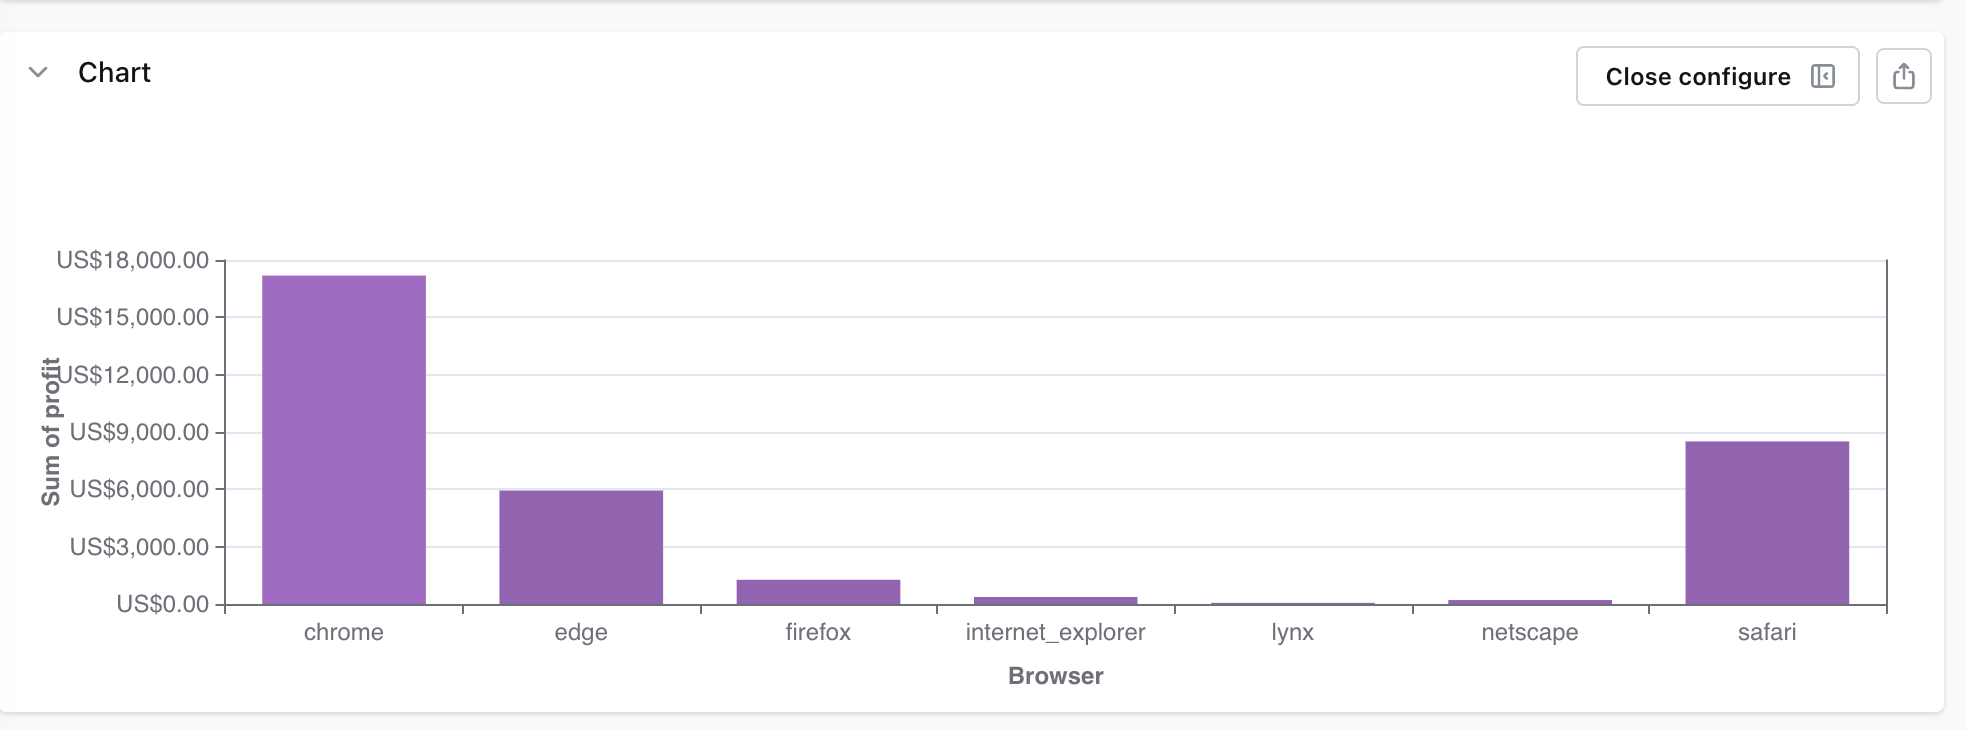 Chart
Close configure
US$18,000.00
US$15,000.00
US$12,000.00
US$9,000.00
US$6,000.00
US$3,000.00
US$0.00
Sum of profit
chrome edge firefox internet_explorer lynx netscape safari
Browser